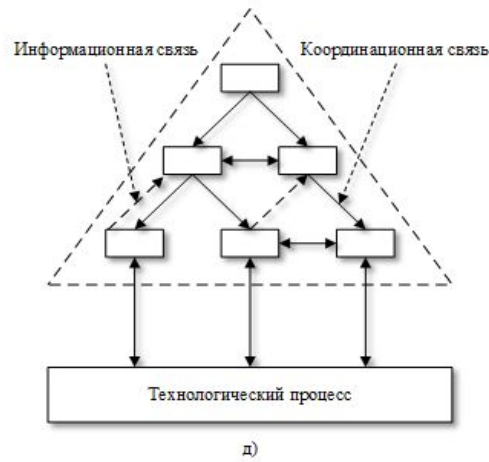 Информационная связь
Координационная связь
Технологический процесс
д)